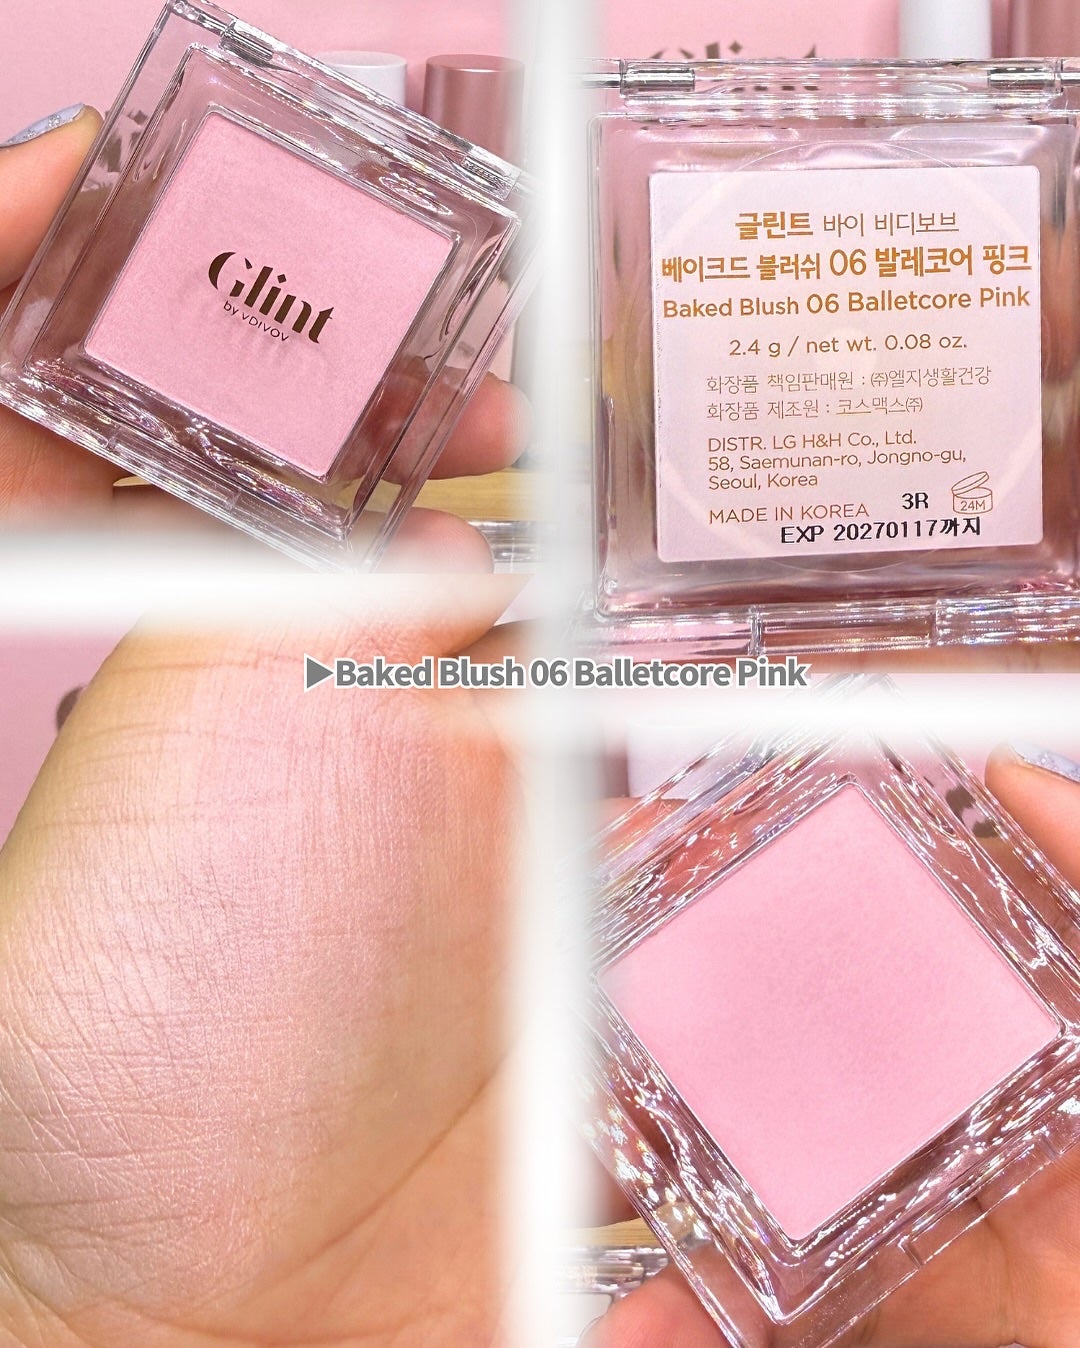 Glint
by VDIVOV
Glint
글린트 바이 비디보브
베이크드 블러쉬 06 발레코어 핑크
Baked Blush 06 Balletcore Pink
2.4 g / net wt. 0.08 oz.
화장품 책임판매원 : ㈜엘지생활건강
화장품 제조원 : 코스맥스㈜
DISTR. LG H&H Co., Ltd.
58, Saemunan-ro, Jongno-gu,
Seoul, Korea
MADE IN KOREA 3R 24M
EXP 20270117까지
▶Baked Blush 06 Balletcore Pink